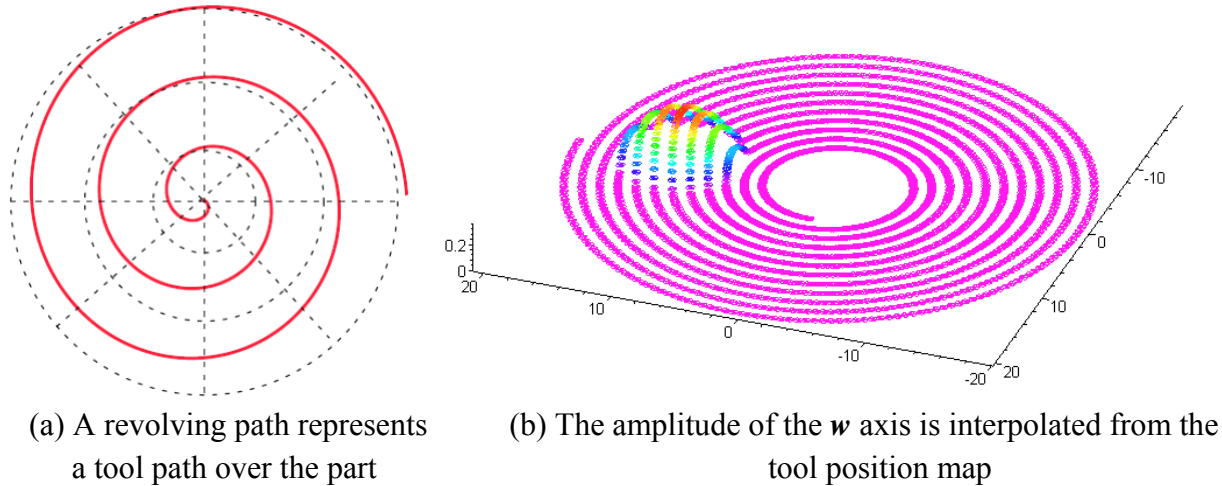 0.2
0
20
10
0
-10
-20
20
10
0
-10
(a) A revolving path represents
a tool path over the part
(b) The amplitude of the w axis is interpolated from the
tool position map